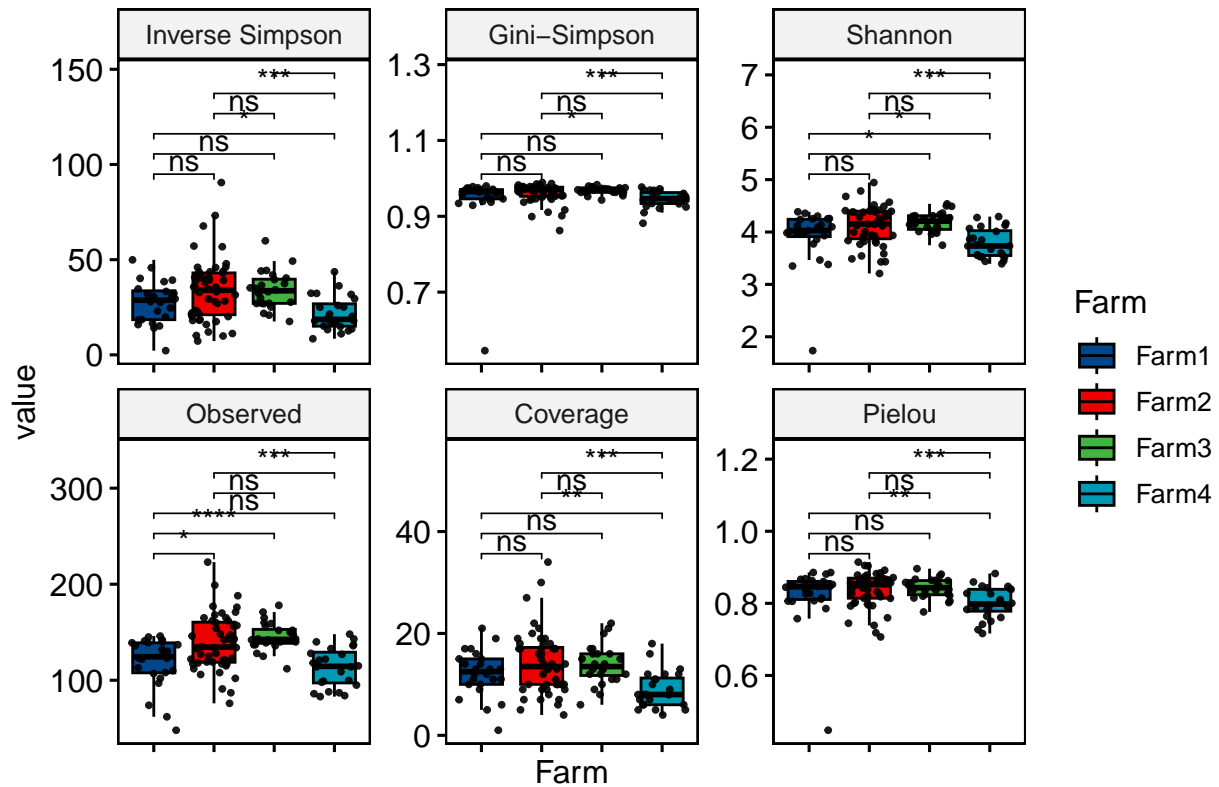 Inverse Simpson
150
100
50
0
***
ns
*
ns
ns
Gini−Simpson
1.3
1.1
0.9
0.7
***
ns
*
ns
ns
Shannon
7
6
5
4
3
2
***
ns
*
*
ns
Observed
300
200
100
***
ns
ns
****
*
Coverage
40
20
0
***
ns
**
ns
ns
Pielou
1.2
1.0
0.8
0.6
***
ns
**
ns
ns
value
Farm
Farm
Farm1
Farm2
Farm3
Farm4